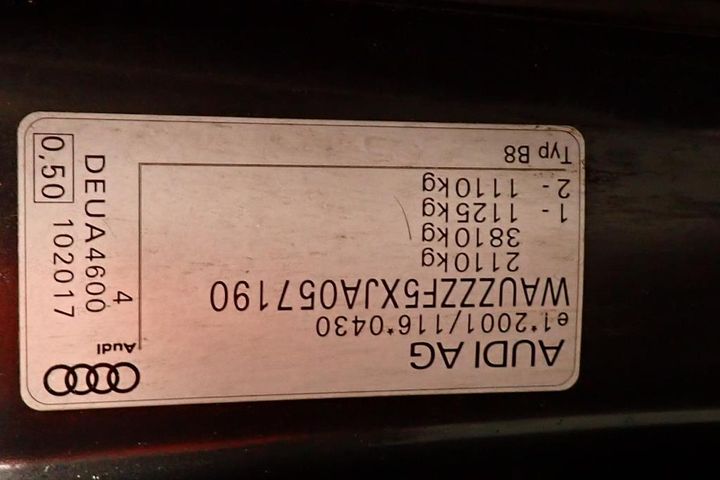 AUDI AG
e1*2001/116*0430
WAUZZZF5XJA057190
2110kg
3810kg
1 - 1125kg
2 - 1110kg
Typ B8
Audi
4
DEUA4600
102017
0,50